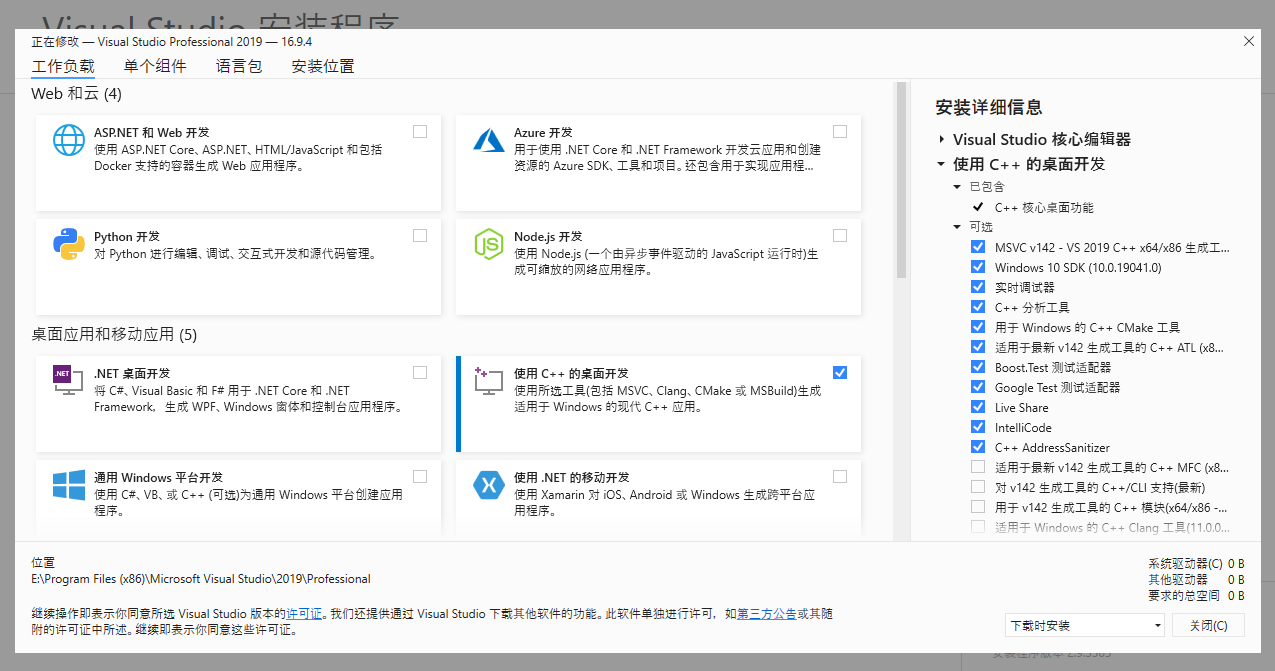 Visual Studio 安装程序
正在修改 — Visual Studio Professional 2019 — 16.9.4
工作负载 单个组件 语言包 安装位置
Web 和云 (4)
ASP.NET 和 Web 开发
使用 ASP.NET Core、ASP.NET、HTML/JavaScript 和包括
Docker 支持的容器生成 Web 应用程序。
Azure 开发
用于使用 .NET Core 和 .NET Framework 开发云应用和创建
资源的 Azure SDK、工具和项目。还包含用于实现应用程...
Python 开发
对 Python 进行编辑、调试、交互式开发和源代码管理。
Node.js 开发
使用 Node.js (一个由异步事件驱动的 JavaScript 运行时)生
成可缩放的网络应用程序。
桌面应用和移动应用 (5)
.NET
.NET 桌面开发
将 C#、Visual Basic 和 F# 用于 .NET Core 和 .NET
Framework，生成 WPF、Windows 窗体和控制台应用程序。
使用 C++ 的桌面开发
使用所选工具(包括 MSVC、Clang、CMake 或 MSBuild)生成
适用于 Windows 的现代 C++ 应用。
通用 Windows 平台开发
使用 C#、VB、或 C++ (可选)为通用 Windows 平台创建应用
程序。
使用 .NET 的移动开发
使用 Xamarin 对 iOS、Android 或 Windows 生成跨平台应
用程序。
安装详细信息
Visual Studio 核心编辑器
使用 C++ 的桌面开发
已包含
C++ 核心桌面功能
可选
MSVC v142 - VS 2019 C++ x64/x86 生成工...
Windows 10 SDK (10.0.19041.0)
实时调试器
C++ 分析工具
用于 Windows 的 C++ CMake 工具
适用于最新 v142 生成工具的 C++ ATL (x8...
Boost.Test 测试适配器
Google Test 测试适配器
Live Share
IntelliCode
C++ AddressSanitizer
适用于最新 v142 生成工具的 C++ MFC (x8...
对 v142 生成工具的 C++/CLI 支持(最新)
用于 v142 生成工具的 C++ 模块(x64/x86 -...
适用于 Windows 的 C++ Clang 工具(11.0.0...
位置
E:\Program Files (x86)\Microsoft Visual Studio\2019\Professional
系统驱动器(C) 0 B
其他驱动器 0 B
要求的总空间 0 B
继续操作即表示你同意所选 Visual Studio 版本的许可证。我们还提供通过 Visual Studio 下载其他软件的功能。此软件单独进行许可，如第三方公告或其随
附的许可证中所述。继续即表示你同意这些许可证。
下载时安装 关闭(C)